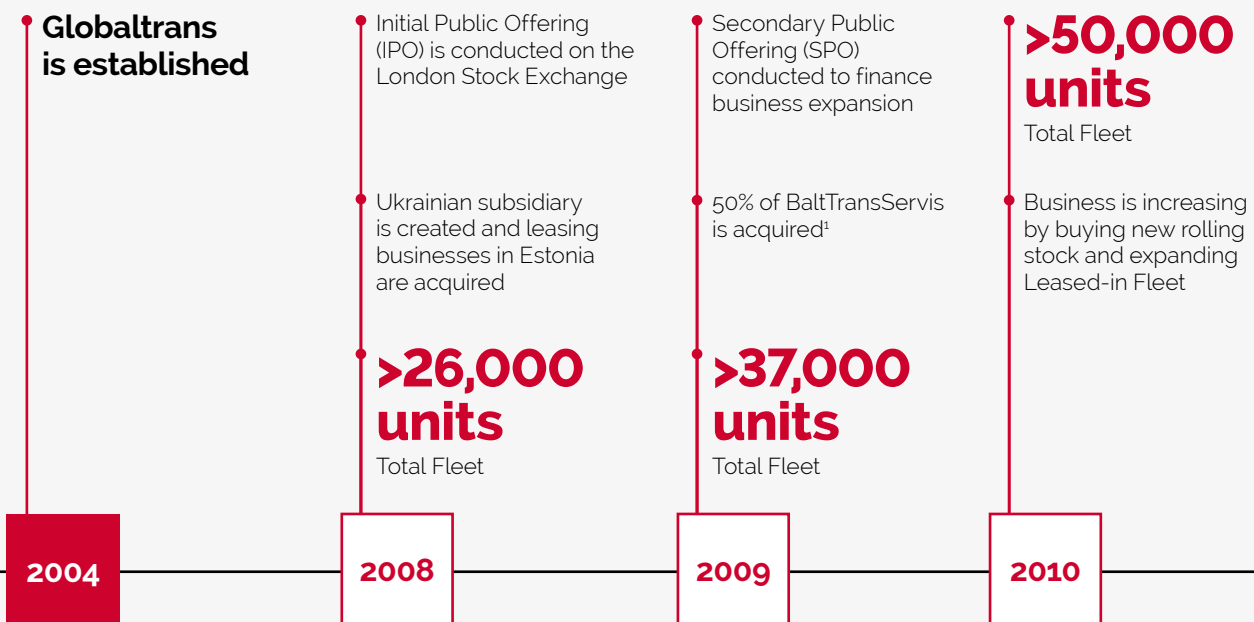 Globaltrans
is established
2004
Initial Public Offering
(IPO) is conducted on the
London Stock Exchange
Ukrainian subsidiary
is created and leasing
businesses in Estonia
are acquired
>26,000
units
Total Fleet
2008
Secondary Public
Offering (SPO)
conducted to finance
business expansion
50% of BaltTransServis
is acquired¹
>37,000
units
Total Fleet
2009
>50,000
units
Total Fleet
Business is increasing
by buying new rolling
stock and expanding
Leased-in Fleet
2010